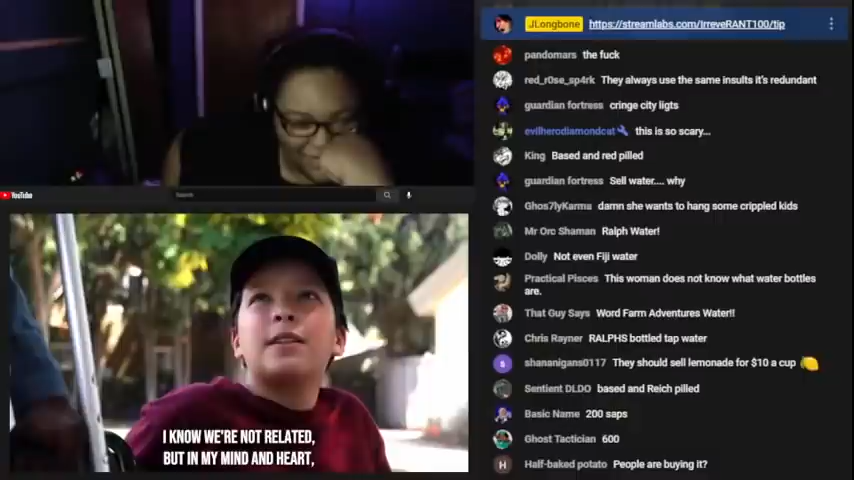 JLongbone https://streamlabs.com/IrreveRANT100/tip
pandomars the fuck
red_r0se_sp4rk They always use the same insults it's redundant
guardian fortress cringe city ligts
evilherodiamondcat this is so scary...
King Based and red pilled
guardian fortress Sell water.... why
Ghos7lyKarma damn she wants to hang some crippled kids
Mr Orc Shaman Ralph Water!
Dolly Not even Fiji water
Practical Pisces This woman does not know what water bottles
are.
That Guy Says Word Farm Adventures Water!!
Chris Rayner RALPHS bottled tap water
shananigans0117 They should sell lemonade for $10 a cup
Sentient DLDO based and Reich pilled
Basic Name 200 saps
Ghost Tactician 600
H Half-baked potato People are buying it?
YouTube
Search
I KNOW WE'RE NOT RELATED,
BUT IN MY MIND AND HEART,